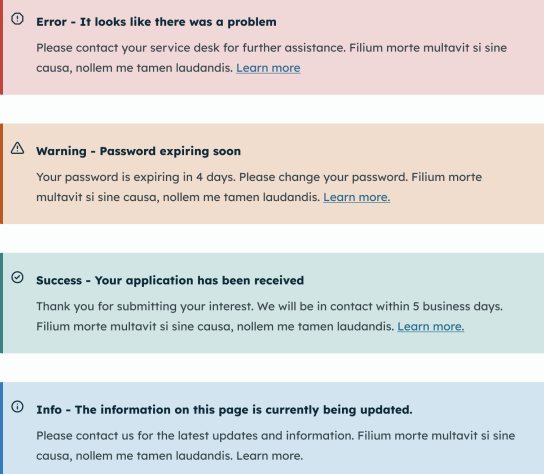 Error - It looks like there was a problem
Please contact your service desk for further assistance. Filium morte multavit si sine
causa, nollem me tamen laudandis. Learn more
Warning - Password expiring soon
Your password is expiring in 4 days. Please change your password. Filium morte
multavit si sine causa, nollem me tamen laudandis. Learn more.
Success - Your application has been received
Thank you for submitting your interest. We will be in contact within 5 business days.
Filium morte multavit si sine causa, nollem me tamen laudandis. Learn more.
Info - The information on this page is currently being updated.
Please contact us for the latest updates and information. Filium morte multavit si sine
causa, nollem me tamen laudandis. Learn more.